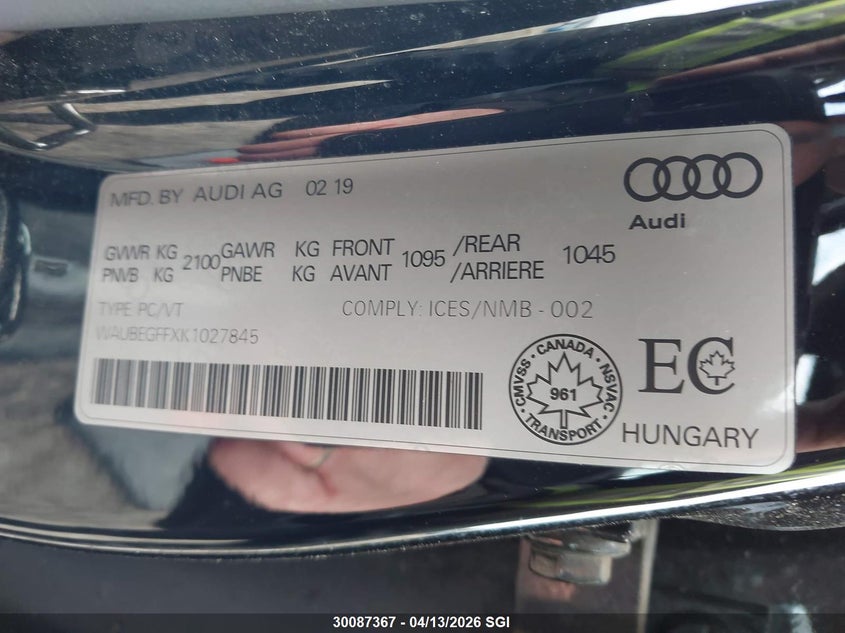 MFD. BY AUDI AG 02 19
Audi
GVWR KG 2100 GAWR KG FRONT 1095 /REAR 1045
PNVB KG PNBE KG AVANT /ARRIERE
TYPE PC/VT COMPLY: ICES/NMB - 002
WAUBEGFFXK1027845
CMVSS · CANADA · NSVAC · TRANSPORT ·
961
EC
HUNGARY
30087367 - 04/13/2026 SGI